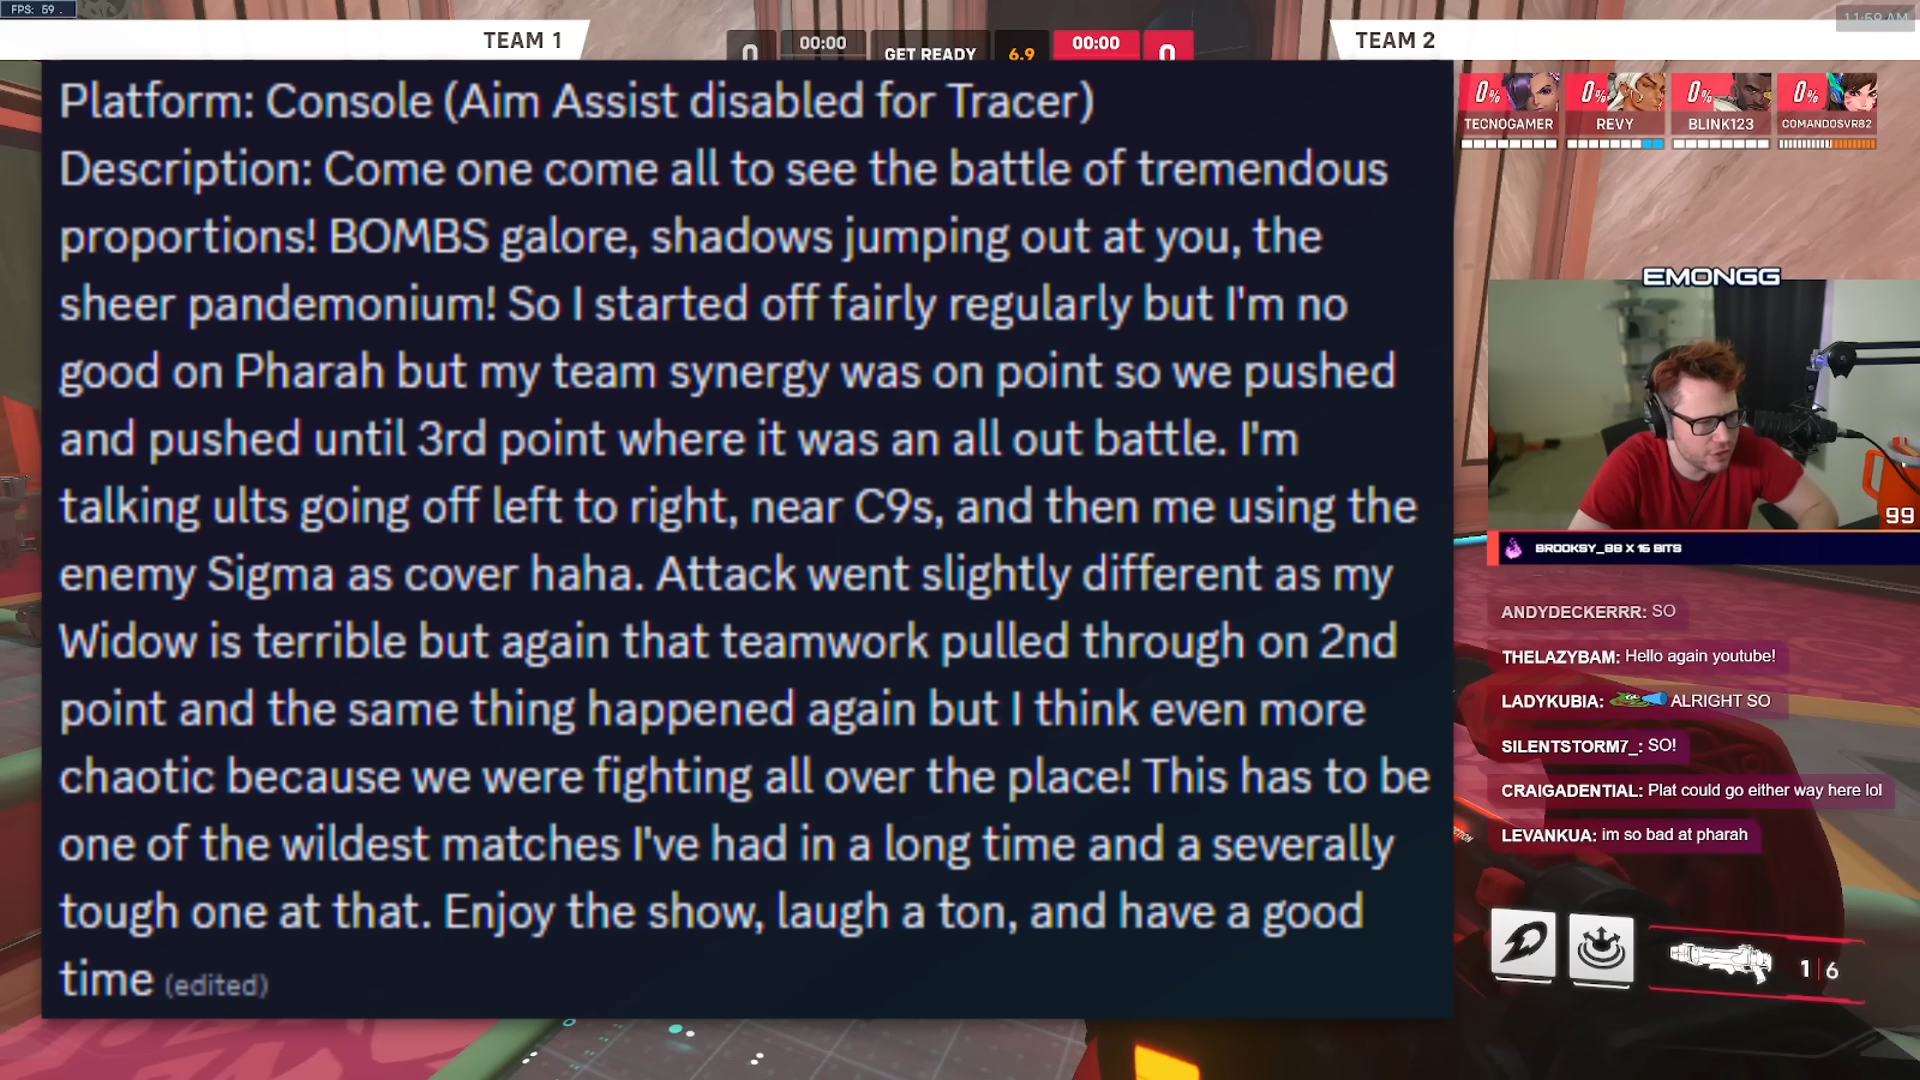 FPS: 59
11:59 AM
TEAM 1
0
00:00
GET READY
6.9
00:00
0
TEAM 2
0%
0%
0%
0%
TECNOGAMER
REVY
BLINK123
COMANDOSVR82
Platform: Console (Aim Assist disabled for Tracer)
Description: Come one come all to see the battle of tremendous
proportions! BOMBS galore, shadows jumping out at you, the
sheer pandemonium! So I started off fairly regularly but I'm no
good on Pharah but my team synergy was on point so we pushed
and pushed until 3rd point where it was an all out battle. I'm
talking ults going off left to right, near C9s, and then me using the
enemy Sigma as cover haha. Attack went slightly different as my
Widow is terrible but again that teamwork pulled through on 2nd
point and the same thing happened again but I think even more
chaotic because we were fighting all over the place! This has to be
one of the wildest matches I've had in a long time and a severally
tough one at that. Enjoy the show, laugh a ton, and have a good
time (edited)
EMONGG
99
BROOKSY_88 X 16 BITS
ANDYDECKERRR: SO
THELAZYBAM: Hello again youtube!
LADYKUBIA: ALRIGHT SO
SILENTSTORM7_: SO!
CRAIGADENTIAL: Plat could go either way here lol
LEVANKUA: im so bad at pharah
1|6